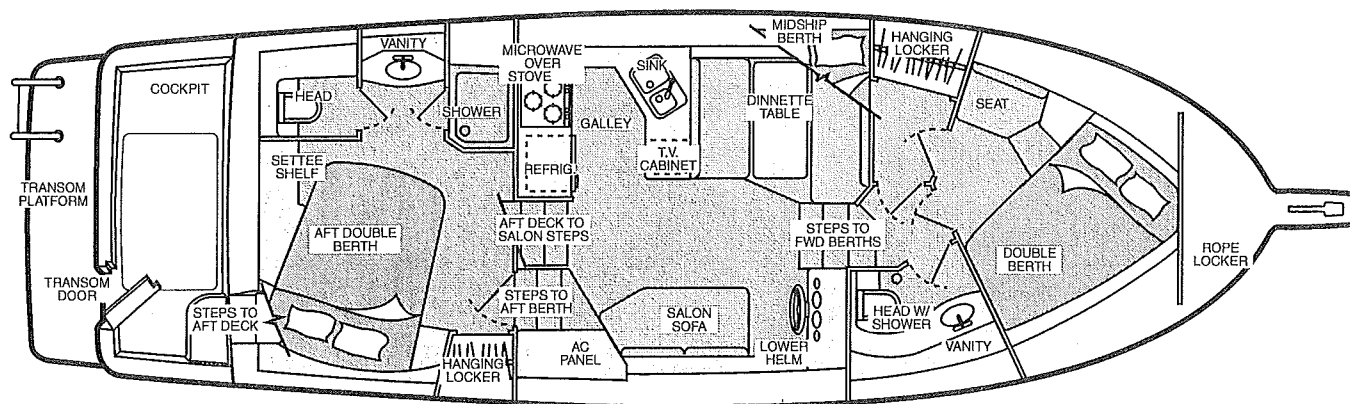 TRANSOM
PLATFORM
TRANSOM
DOOR
COCKPIT
STEPS TO
AFT DECK
HEAD
VANITY
SHOWER
SETTEE
SHELF
AFT DOUBLE
BERTH
HANGING
LOCKER
MICROWAVE
OVER
STOVE
REFRIG.
AFT DECK TO
SALON STEPS
STEPS TO
AFT BERTH
AC
PANEL
GALLEY
SINK
T.V.
CABINET
DINNETTE
TABLE
SALON
SOFA
LOWER
HELM
MIDSHIP
BERTH
STEPS TO
FWD BERTHS
HANGING
LOCKER
SEAT
HEAD W/
SHOWER
VANITY
DOUBLE
BERTH
ROPE
LOCKER